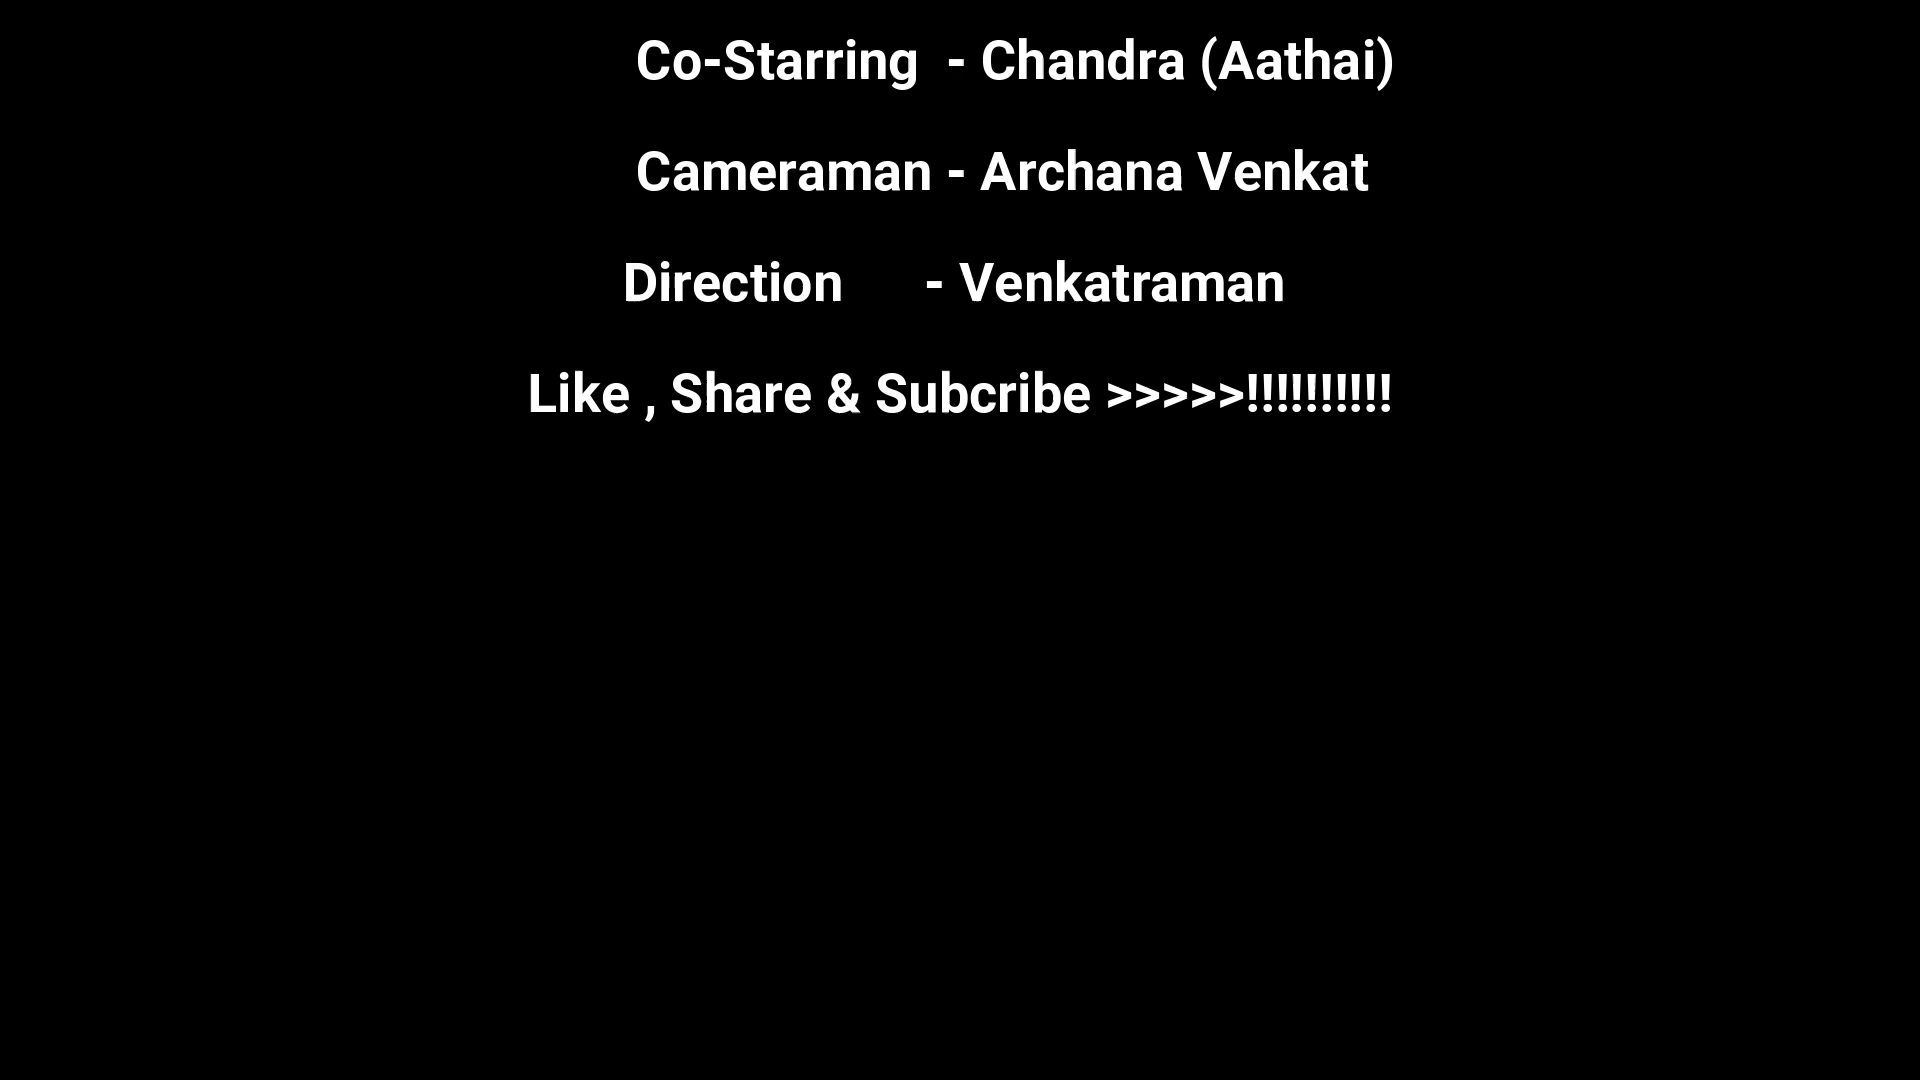 Co-Starring  - Chandra (Aathai)
Cameraman - Archana Venkat
Direction      - Venkatraman
Like , Share & Subcribe >>>>>!!!!!!!!!!